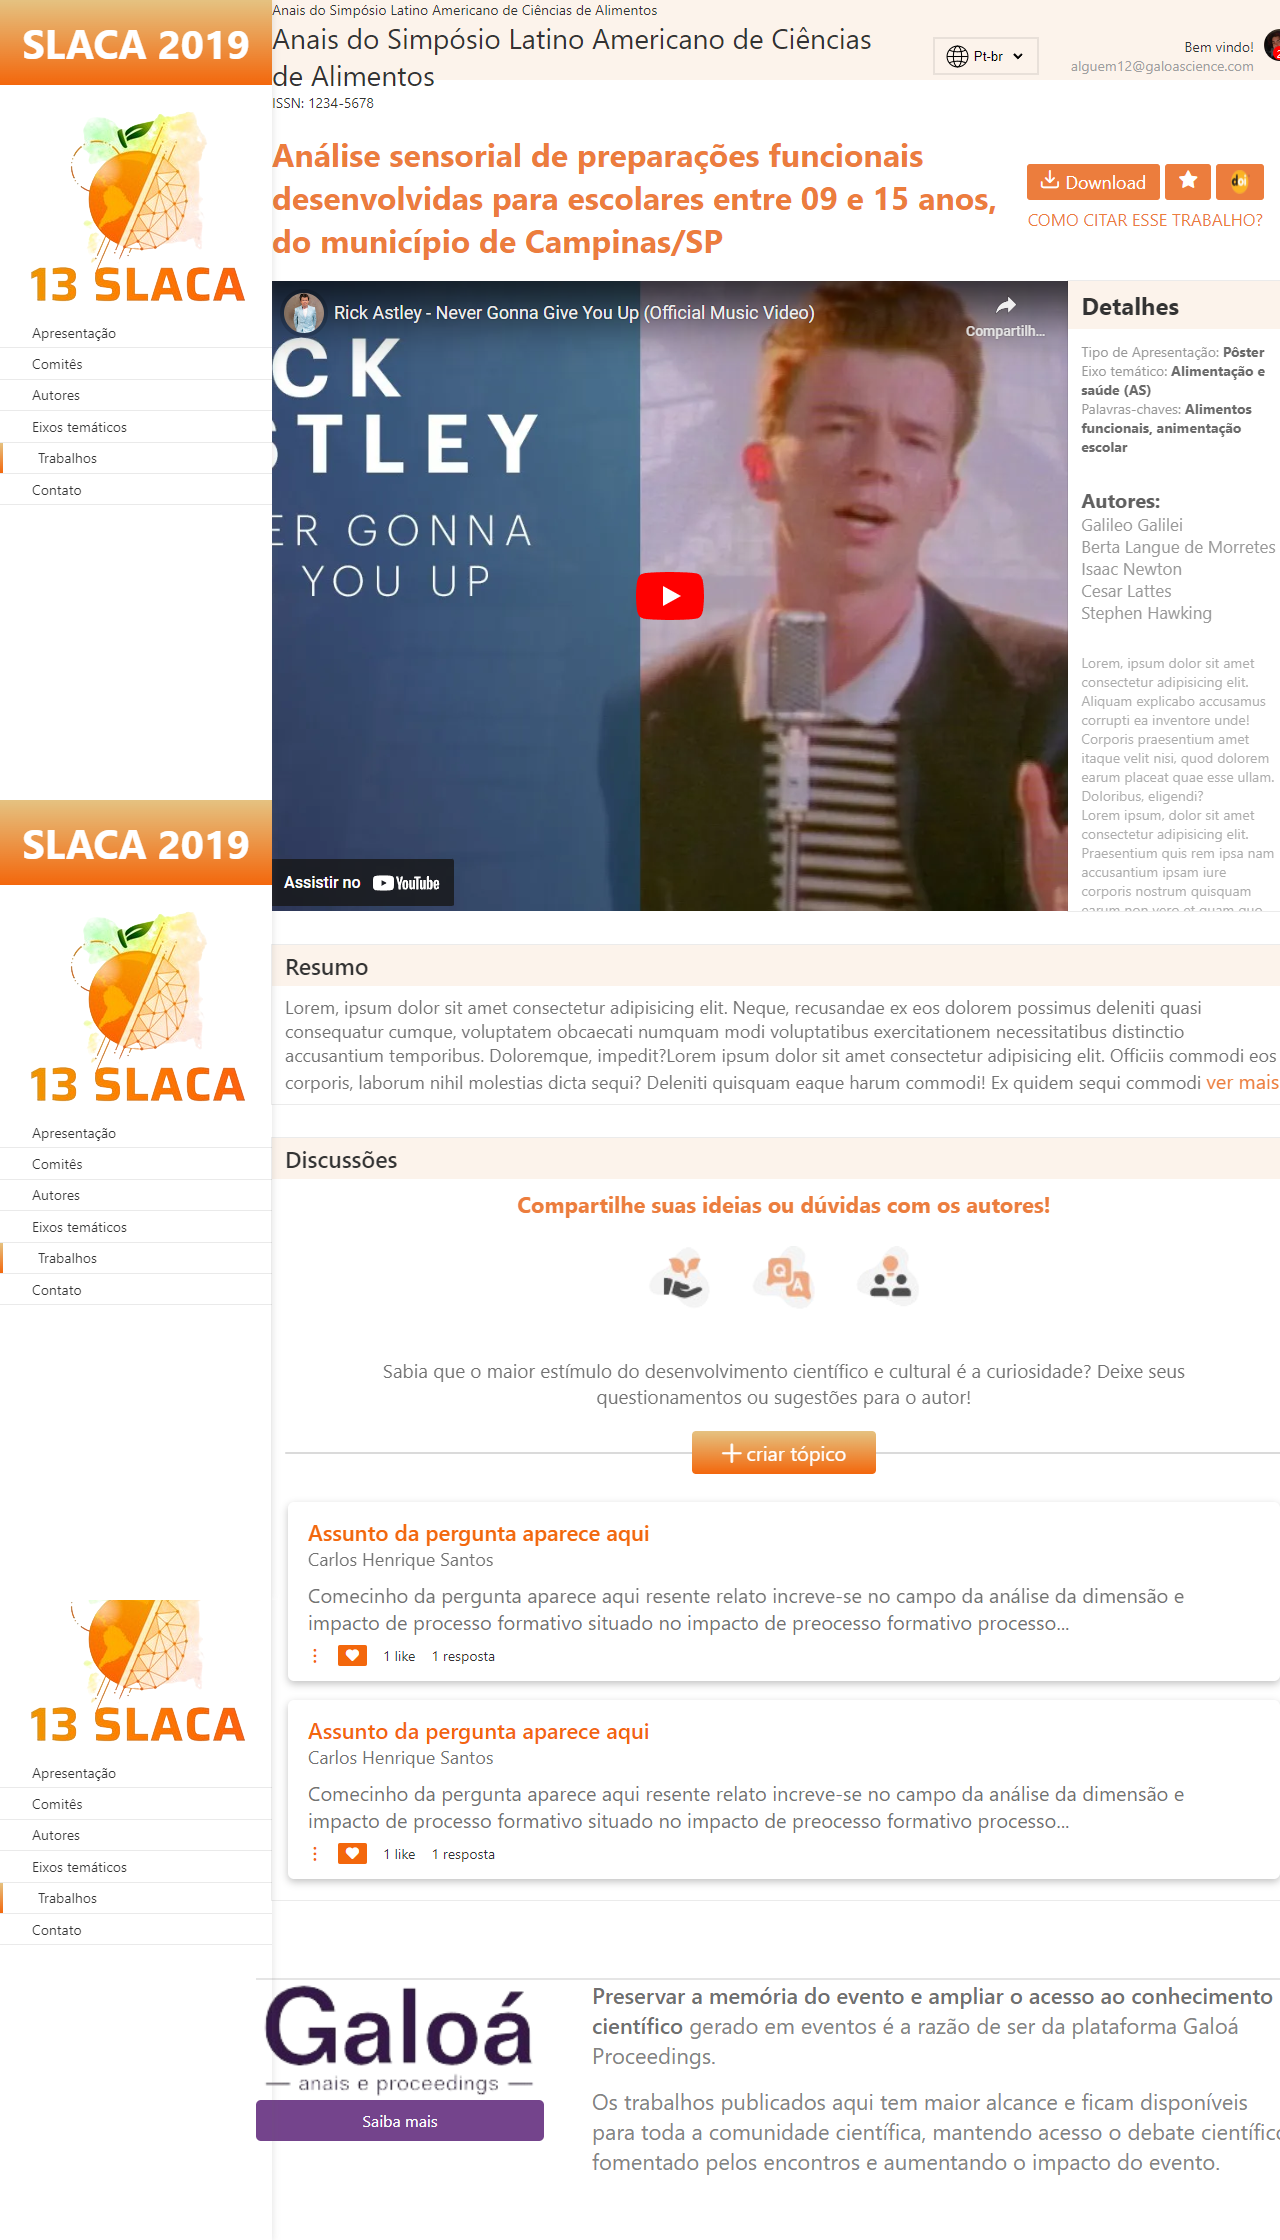 SLACA 2019
13 SLACA
Apresentação
Comitês
Autores
Eixos temáticos
Trabalhos
Contato
Anais do Simpósio Latino Americano de Ciências de Alimentos
Anais do Simpósio Latino Americano de Ciências
de Alimentos
ISSN: 1234-5678
Pt-br
Bem vindo!
alguem12@galoascience.com
2
Análise sensorial de preparações funcionais
desenvolvidas para escolares entre 09 e 15 anos,
do município de Campinas/SP
Download
doi
COMO CITAR ESSE TRABALHO?
Rick Astley - Never Gonna Give You Up (Official Music Video)
Compartilh...
CK
STLEY
ER GONNA
YOU UP
Assistir no YouTube
Detalhes
Tipo de Apresentação: Pôster
Eixo temático: Alimentação e
saúde (AS)
Palavras-chaves: Alimentos
funcionais, animentação
escolar
Autores:
Galileo Galilei
Berta Langue de Morretes
Isaac Newton
Cesar Lattes
Stephen Hawking
Lorem, ipsum dolor sit amet
consectetur adipisicing elit.
Aliquam explicabo accusamus
corrupti ea inventore unde!
Corporis praesentium amet
itaque velit nisi, quod dolorem
earum placeat quae esse ullam.
Doloribus, eligendi?
Lorem ipsum, dolor sit amet
consectetur adipisicing elit.
Praesentium quis rem ipsa nam
accusantium ipsam iure
corporis nostrum quisquam
earum non vero et quam quo
SLACA 2019
13 SLACA
Apresentação
Comitês
Autores
Eixos temáticos
Trabalhos
Contato
Resumo
Lorem, ipsum dolor sit amet consectetur adipisicing elit. Neque, recusandae ex eos dolorem possimus deleniti quasi
consequatur cumque, voluptatem obcaecati numquam modi voluptatibus exercitationem necessitatibus distinctio
accusantium temporibus. Doloremque, impedit?Lorem ipsum dolor sit amet consectetur adipisicing elit. Officiis commodi eos
corporis, laborum nihil molestias dicta sequi? Deleniti quisquam eaque harum commodi! Ex quidem sequi commodi ver mais
Discussões
Compartilhe suas ideias ou dúvidas com os autores!
Q A
Sabia que o maior estímulo do desenvolvimento científico e cultural é a curiosidade? Deixe seus
questionamentos ou sugestões para o autor!
criar tópico
Assunto da pergunta aparece aqui
Carlos Henrique Santos
Comecinho da pergunta aparece aqui resente relato increve-se no campo da análise da dimensão e
impacto de processo formativo situado no impacto de preocesso formativo processo...
1 like 1 resposta
Assunto da pergunta aparece aqui
Carlos Henrique Santos
Comecinho da pergunta aparece aqui resente relato increve-se no campo da análise da dimensão e
impacto de processo formativo situado no impacto de preocesso formativo processo...
1 like 1 resposta
13 SLACA
Apresentação
Comitês
Autores
Eixos temáticos
Trabalhos
Contato
Galoá
anais e proceedings
Saiba mais
Preservar a memória do evento e ampliar o acesso ao conhecimento
científico gerado em eventos é a razão de ser da plataforma Galoá
Proceedings.
Os trabalhos publicados aqui tem maior alcance e ficam disponíveis
para toda a comunidade científica, mantendo acesso o debate científico
fomentado pelos encontros e aumentando o impacto do evento.